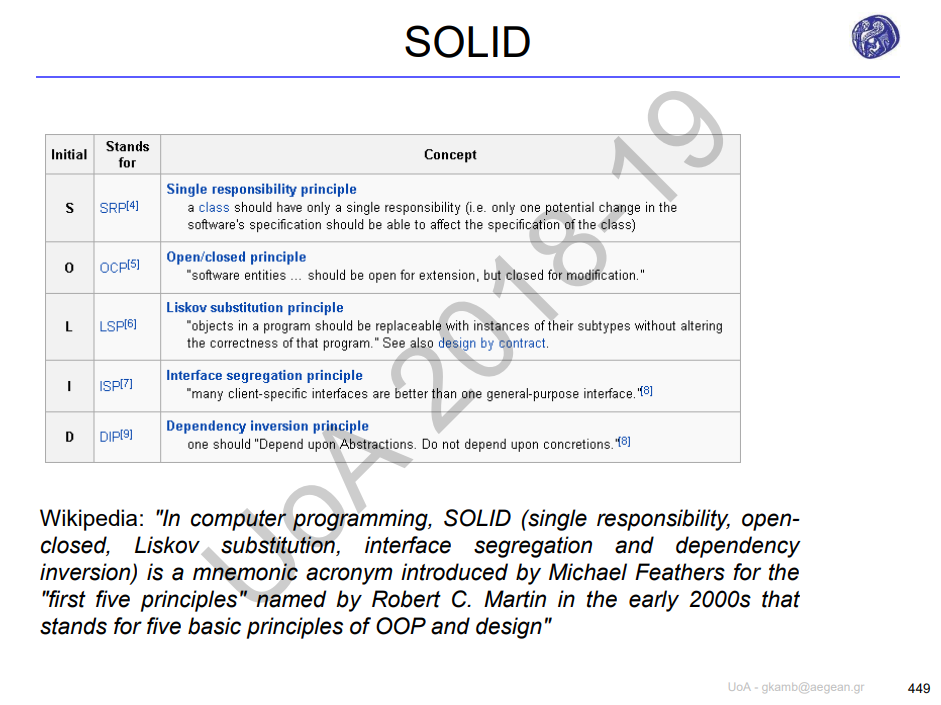 SOLID
Initial Stands for Concept
S SRP[4] Single responsibility principle
a class should have only a single responsibility (i.e. only one potential change in the
software's specification should be able to affect the specification of the class)
O OCP[5] Open/closed principle
"software entities … should be open for extension, but closed for modification."
L LSP[6] Liskov substitution principle
"objects in a program should be replaceable with instances of their subtypes without altering
the correctness of that program." See also design by contract.
I ISP[7] Interface segregation principle
"many client-specific interfaces are better than one general-purpose interface."[8]
D DIP[9] Dependency inversion principle
one should "Depend upon Abstractions. Do not depend upon concretions."[8]
UoA 2018-19
Wikipedia: "In computer programming, SOLID (single responsibility, open-
closed, Liskov substitution, interface segregation and dependency
inversion) is a mnemonic acronym introduced by Michael Feathers for the
"first five principles" named by Robert C. Martin in the early 2000s that
stands for five basic principles of OOP and design"
UoA - gkamb@aegean.gr 449